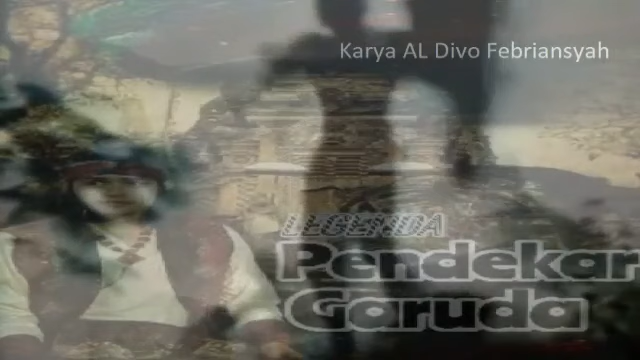 Karya AL Divo Febriansyah
LEGENDA
Pendekar
Garuda